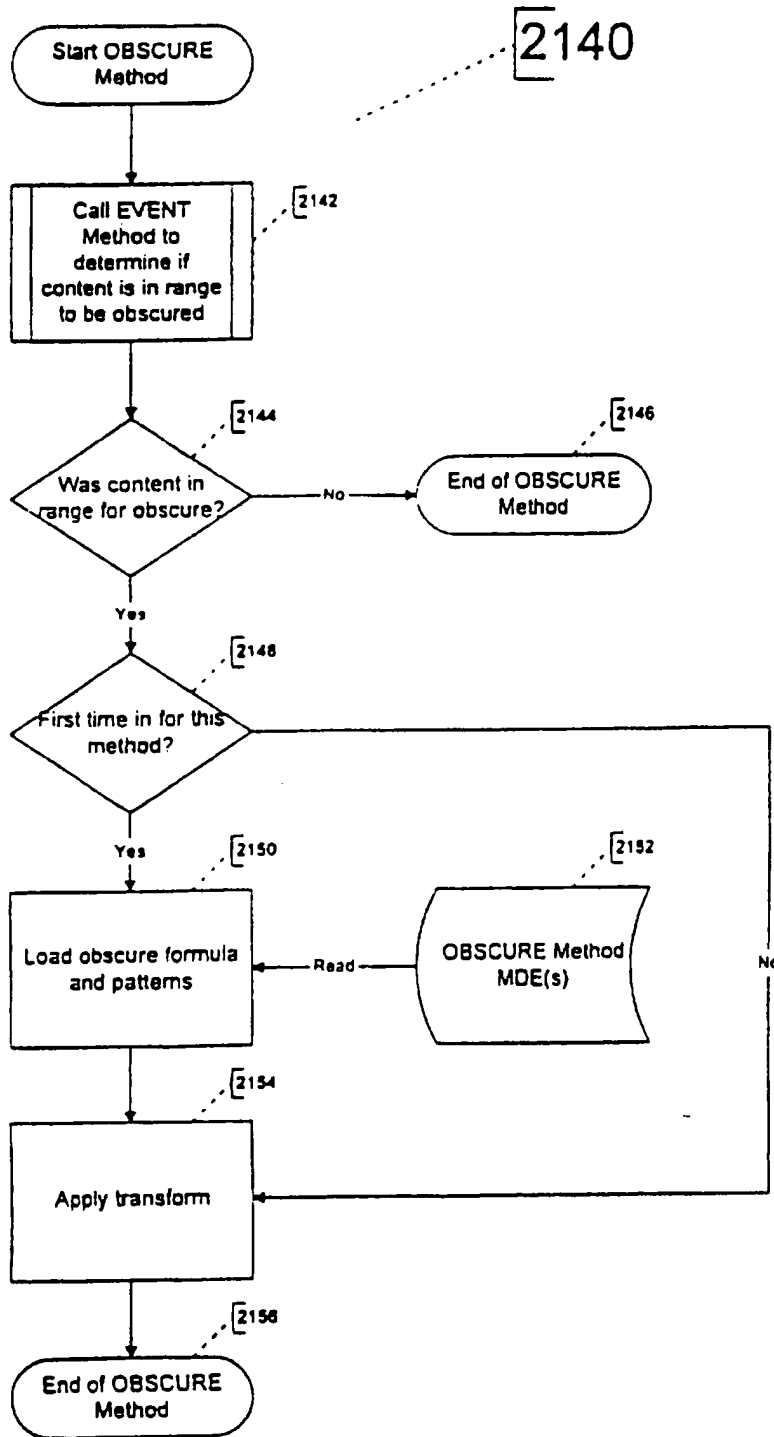 Start OBSCURE
Method
2140
Call EVENT
Method to
determine if
content is in range
to be obscured
2142
Was content in
range for obscure?
2144
No
End of OBSCURE
Method
2146
Yes
First time in for this
method?
2148
Yes
Load obscure formula
and patterns
2150
Read
OBSCURE Method
MDE(s)
2152
No
Apply transform
2154
End of OBSCURE
Method
2156